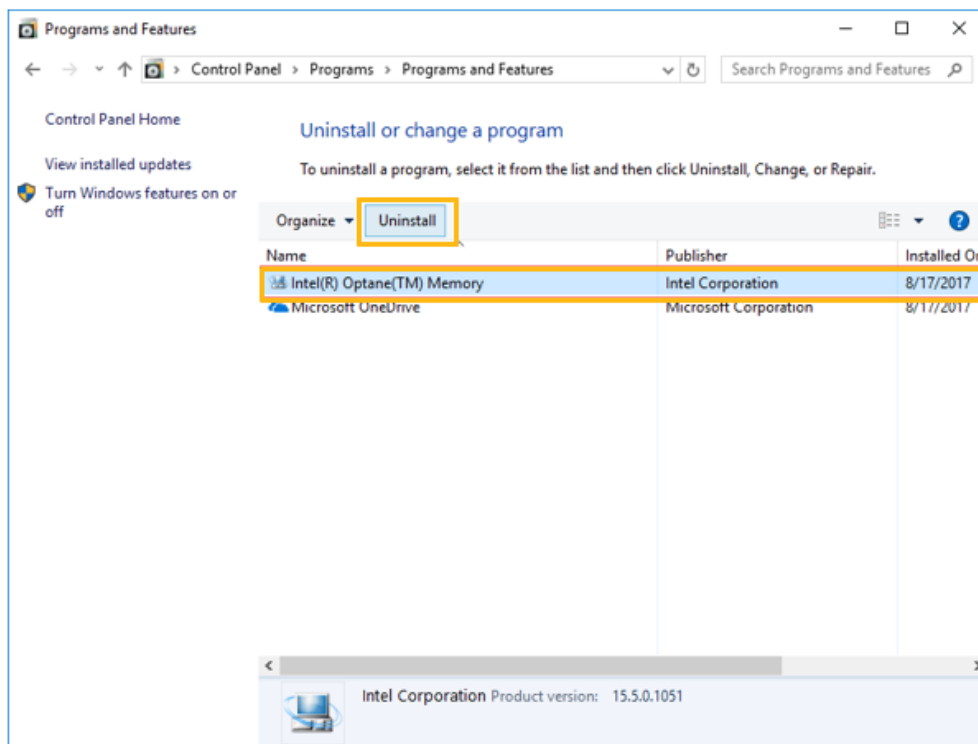 Programs and Features
Control Panel > Programs > Programs and Features
Search Programs and Features
Control Panel Home
View installed updates
Turn Windows features on or
off
Uninstall or change a program
To uninstall a program, select it from the list and then click Uninstall, Change, or Repair.
Organize Uninstall
Name Publisher Installed On
Intel(R) Optane(TM) Memory Intel Corporation 8/17/2017
Microsoft OneDrive Microsoft Corporation 8/17/2017
Intel Corporation Product version: 15.5.0.1051